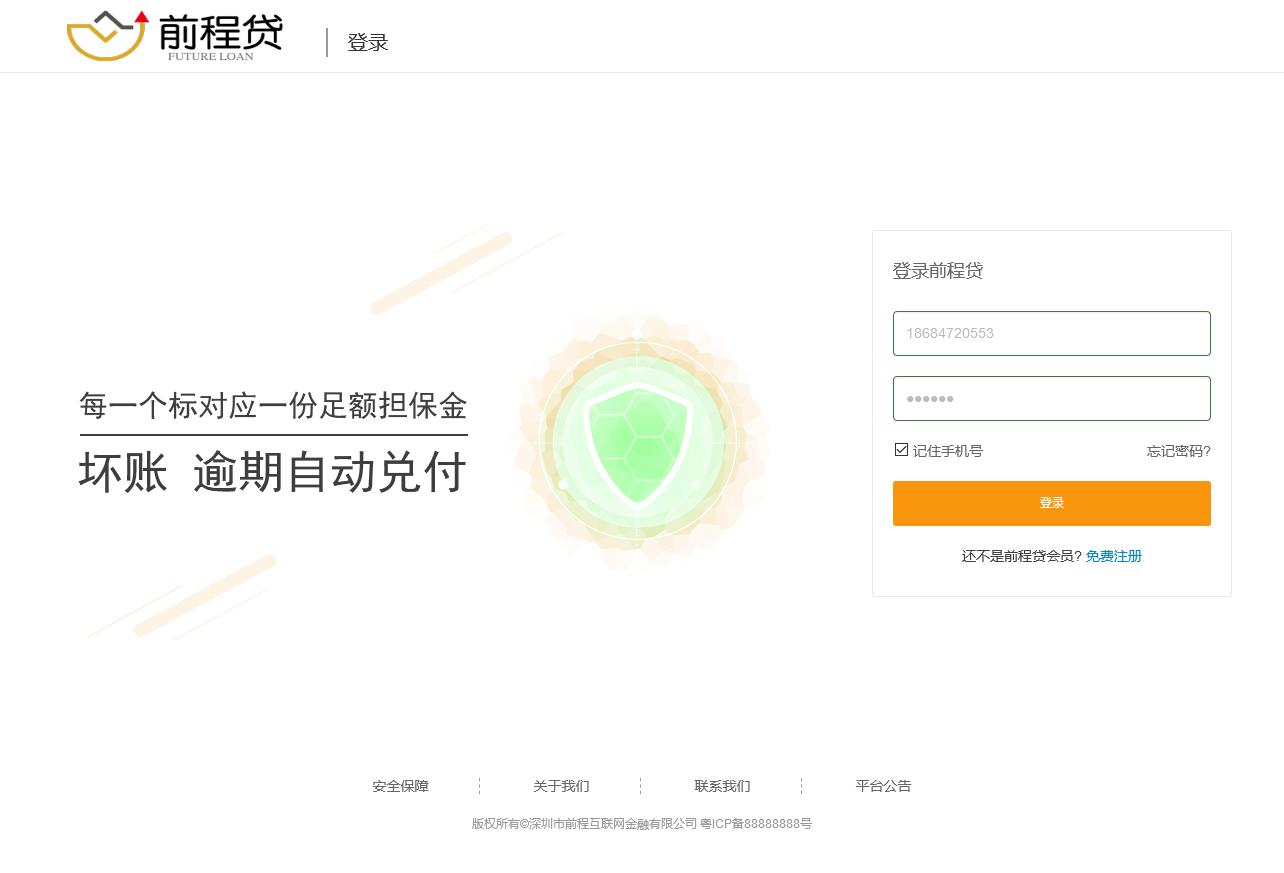 前程贷
FUTURE LOAN
登录
每一个标对应一份足额担保金
坏账 逾期自动兑付
登录前程贷
18684720553
●●●●●●
记住手机号 忘记密码?
登录
还不是前程贷会员? 免费注册
安全保障 关于我们 联系我们 平台公告
版权所有©深圳市前程互联网金融有限公司 粤ICP备88888888号